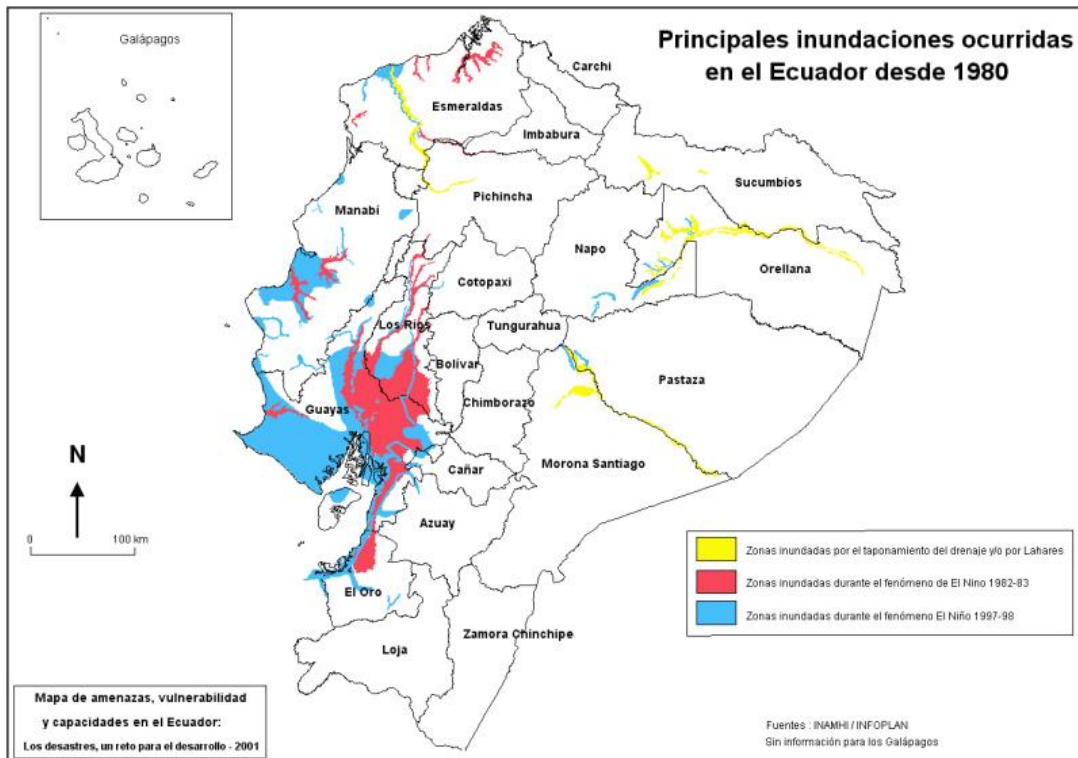 Galápagos
Principales inundaciones ocurridas
en el Ecuador desde 1980
Carchi
Esmeraldas
Imbabura
Sucumbíos
Pichincha
Manabí
Napo
Orellana
Cotopaxi
Los Ríos
Tungurahua
Bolívar
Pastaza
Chimborazo
Guayas
N
Morona Santiago
Cañar
Azuay
0 100 km
El Oro
Zamora Chinchipe
Loja
Zonas inundadas por el taponamiento del drenaje y/o por Lahares
Zonas inundadas durante el fenómeno de El Nino 1982-83
Zonas inundadas durante el fenómeno El Niño 1997-98
Mapa de amenazas, vulnerabilidad
y capacidades en el Ecuador:
Los desastres, un reto para el desarrollo - 2001
Fuentes : INAMHI / INFOPLAN
Sin información para los Galápagos